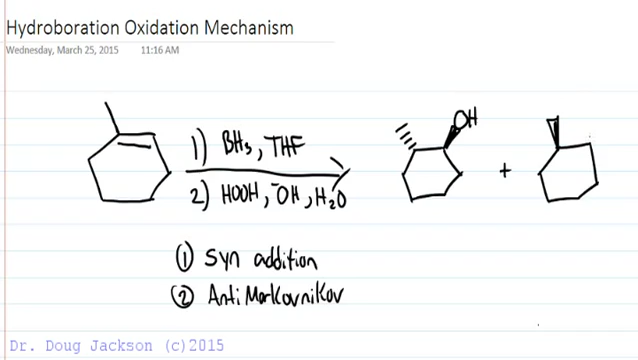 Hydroboration Oxidation Mechanism
Wednesday, March 25, 2015 11:16 AM
1) BH3, THF
2) HOOH, ⁻OH, H2O
OH
+
① Syn addition
② Anti Markovnikov
Dr. Doug Jackson (c)2015